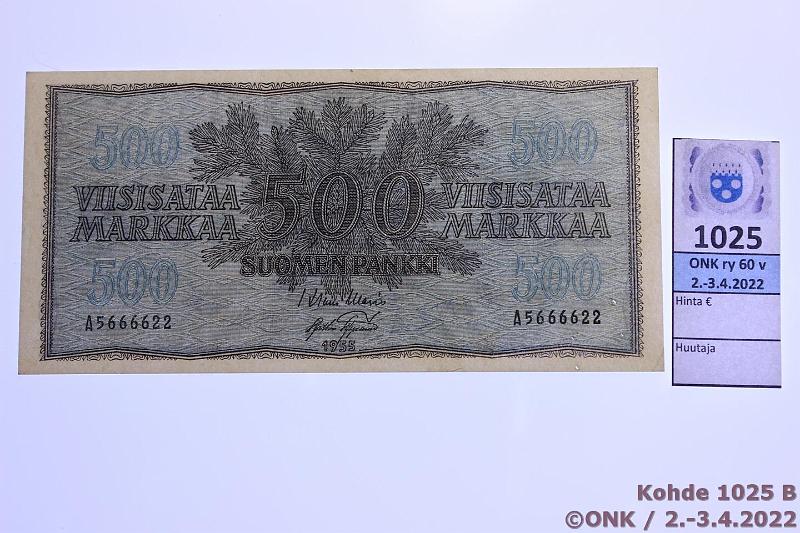 500 500
VIISISATAA 500 VIISISATAA
MARKKAA MARKKAA
SUOMEN PANKKI
500 500
A5666622 A5666622
1955
1025
ONK ry 60 v
2.-3.4.2022
Hinta €
Huutaja
Kohde 1025 B
©ONK / 2.-3.4.2022